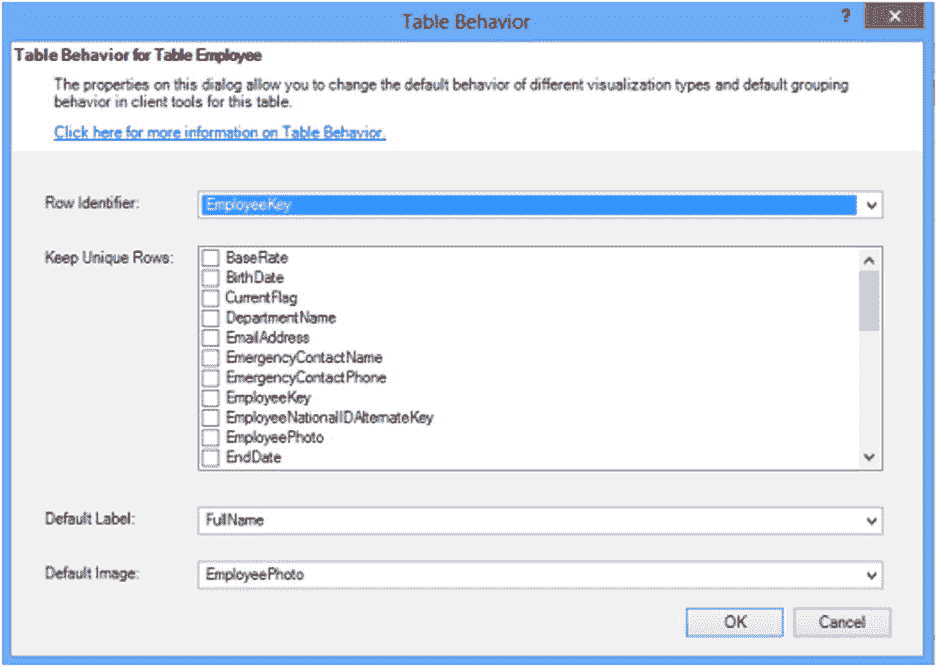 Table Behavior
?
Table Behavior for Table Employee
The properties on this dialog allow you to change the default behavior of different visualization types and default grouping
behavior in client tools for this table.
Click here for more information on Table Behavior.
Row Identifier:
EmployeeKey
Keep Unique Rows:
BaseRate
BirthDate
CurrentFlag
DepartmentName
EmailAddress
EmergencyContactName
EmergencyContactPhone
EmployeeKey
EmployeeNationalIDAlternateKey
EmployeePhoto
EndDate
Default Label:
FullName
Default Image:
EmployeePhoto
OK
Cancel